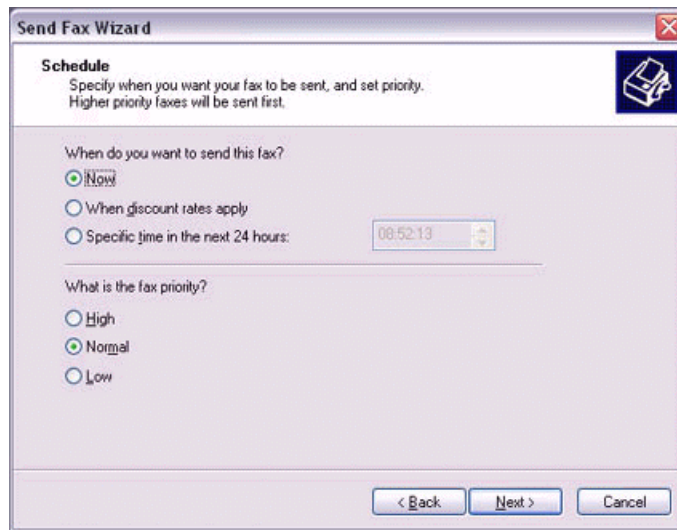 Send Fax Wizard
Schedule
Specify when you want your fax to be sent, and set priority.
Higher priority faxes will be sent first.
When do you want to send this fax?
Now
When discount rates apply
Specific time in the next 24 hours: 08:52:13
What is the fax priority?
High
Normal
Low
< Back Next > Cancel